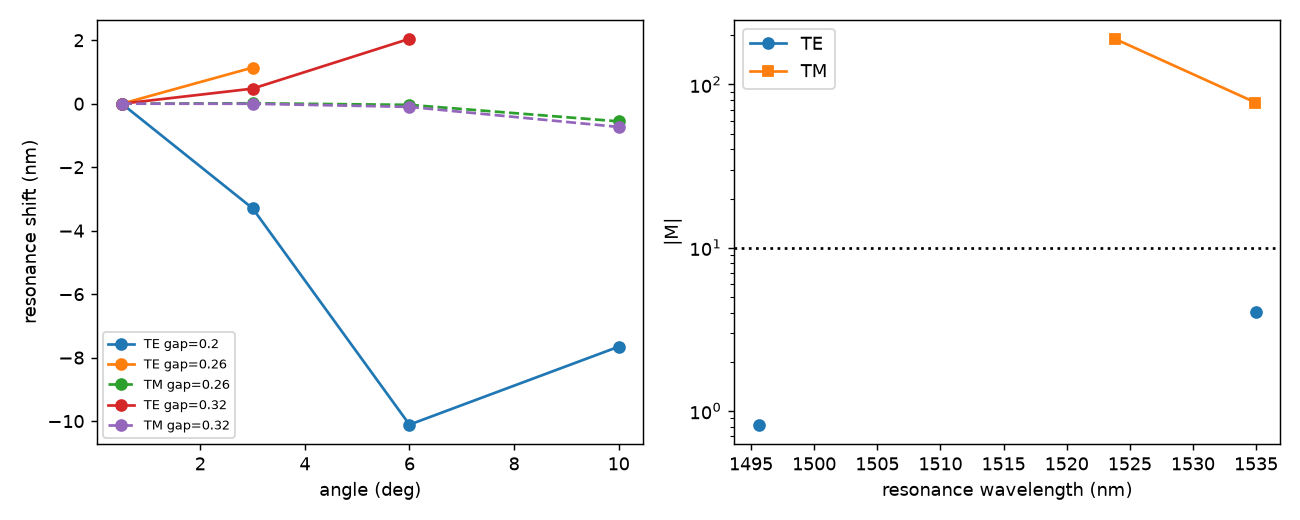 2
0
−2
−4
−6
−8
−10
resonance shift (nm)
TE gap=0.2
TE gap=0.26
TM gap=0.26
TE gap=0.32
TM gap=0.32
2
4
6
8
10
angle (deg)
TE
TM
10²
10¹
10⁰
|M|
1495
1500
1505
1510
1515
1520
1525
1530
1535
resonance wavelength (nm)